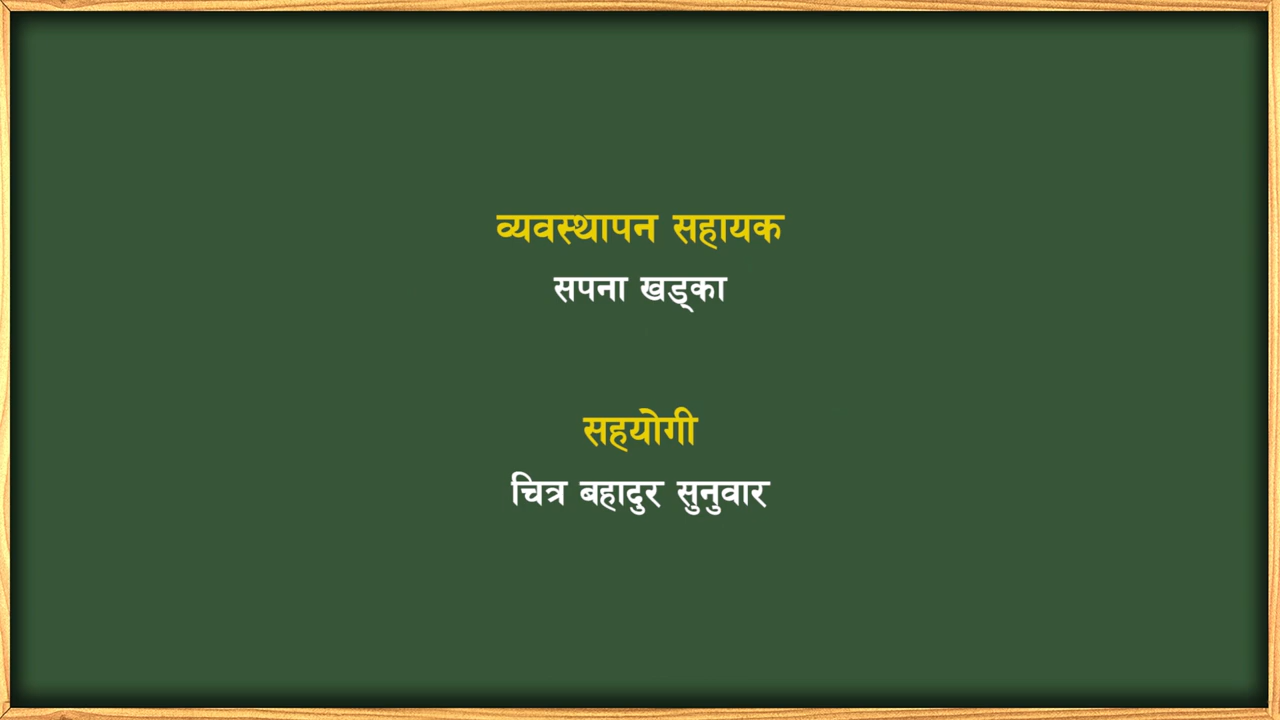 व्यवस्थापन सहायक
सपना खड्का
सहयोगी
चित्र बहादुर सुनुवार